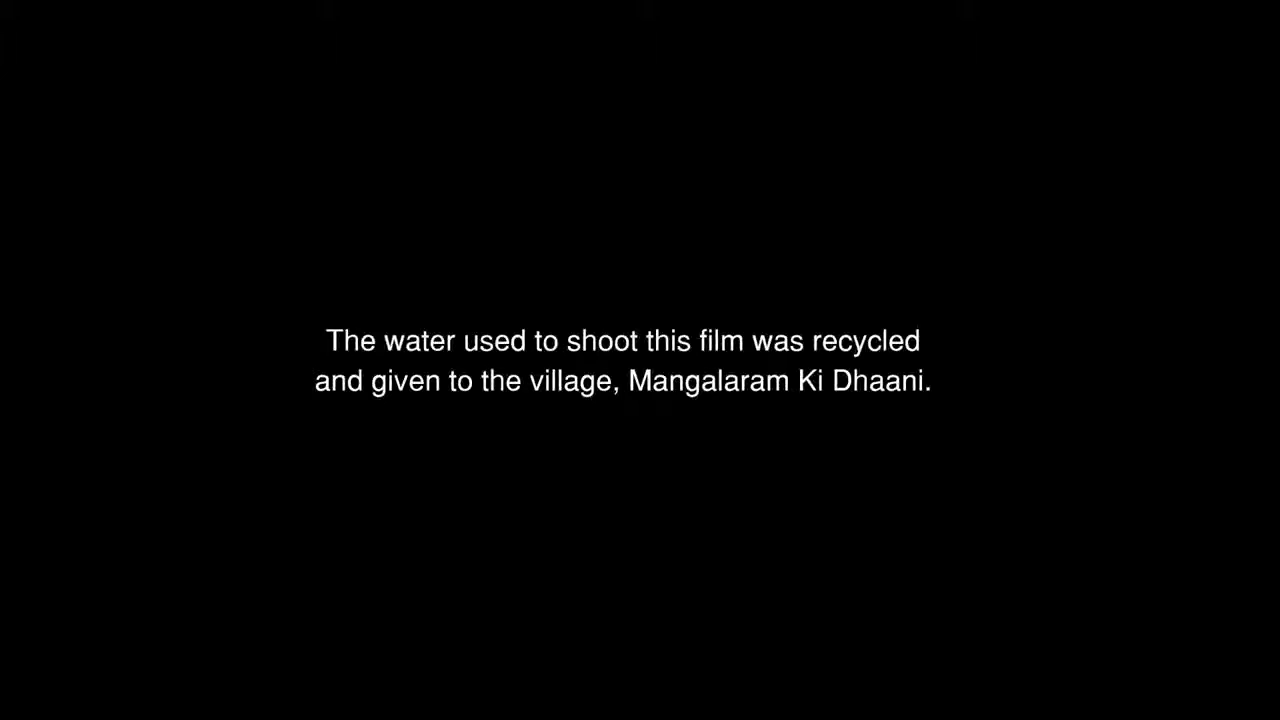 The water used to shoot this film was recycled
and given to the village, Mangalaram Ki Dhaani.